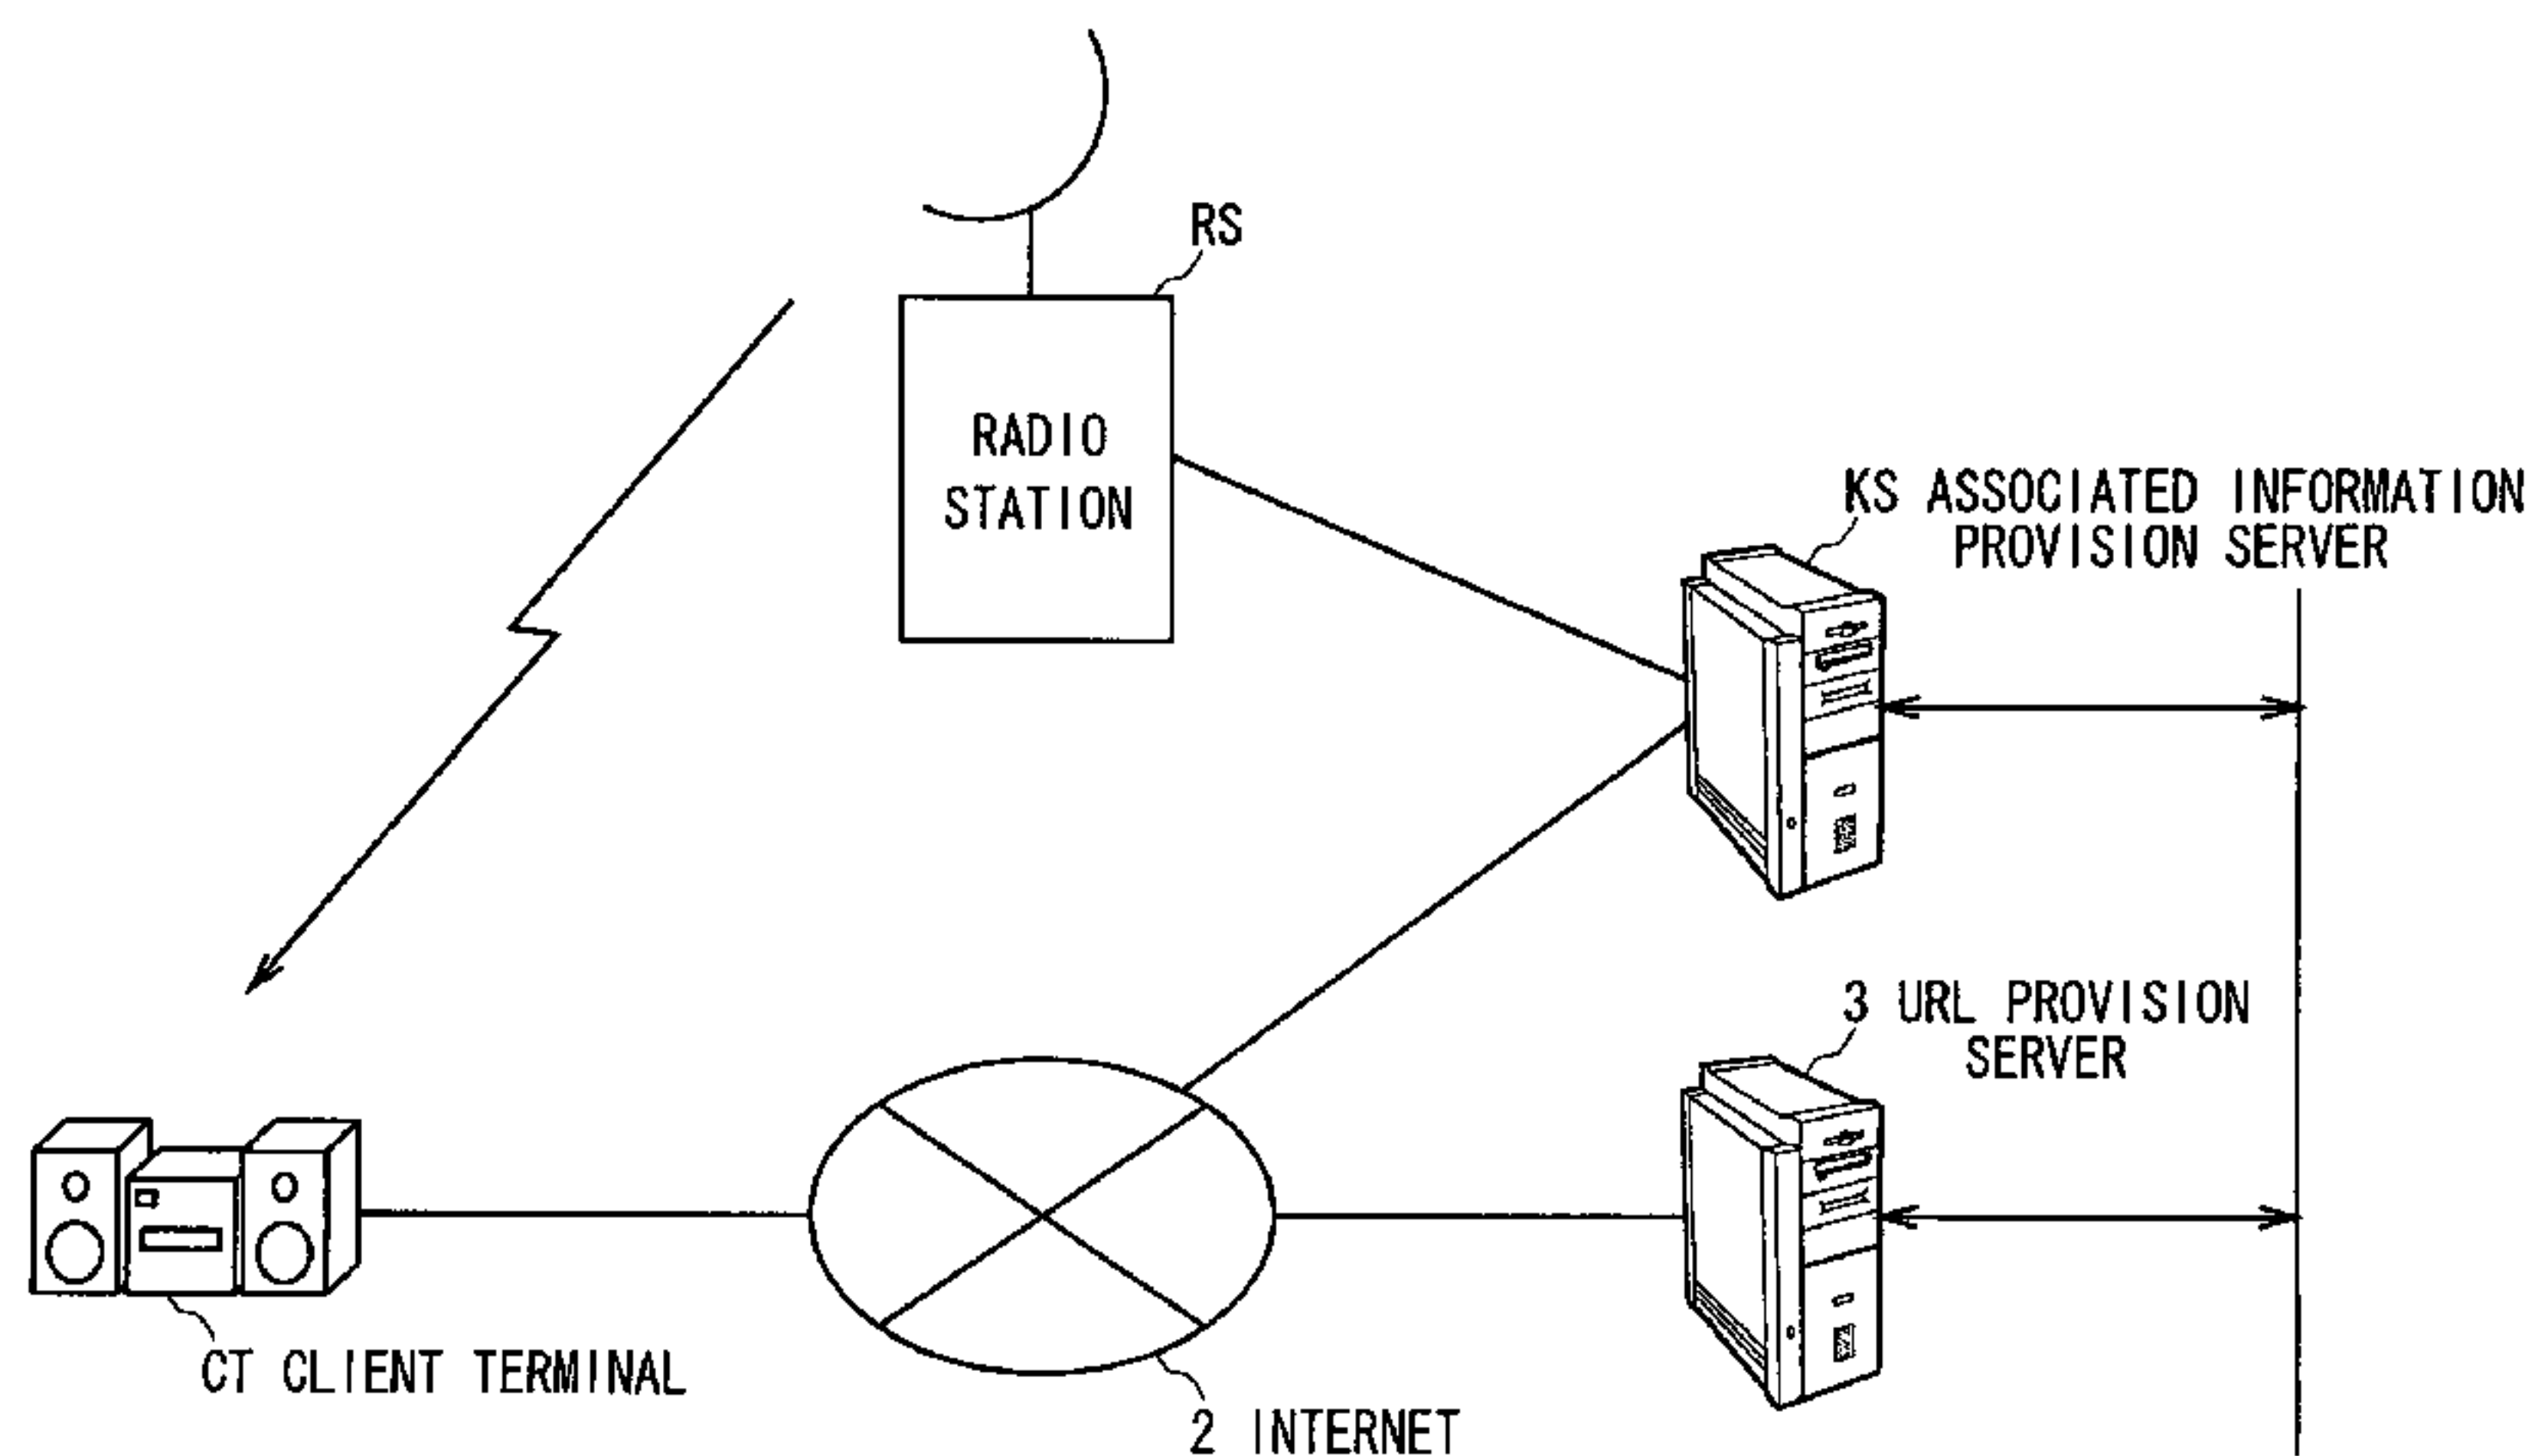 RS
RADIO
STATION
KS ASSOCIATED INFORMATION
PROVISION SERVER
3 URL PROVISION
SERVER
CT CLIENT TERMINAL
2 INTERNET